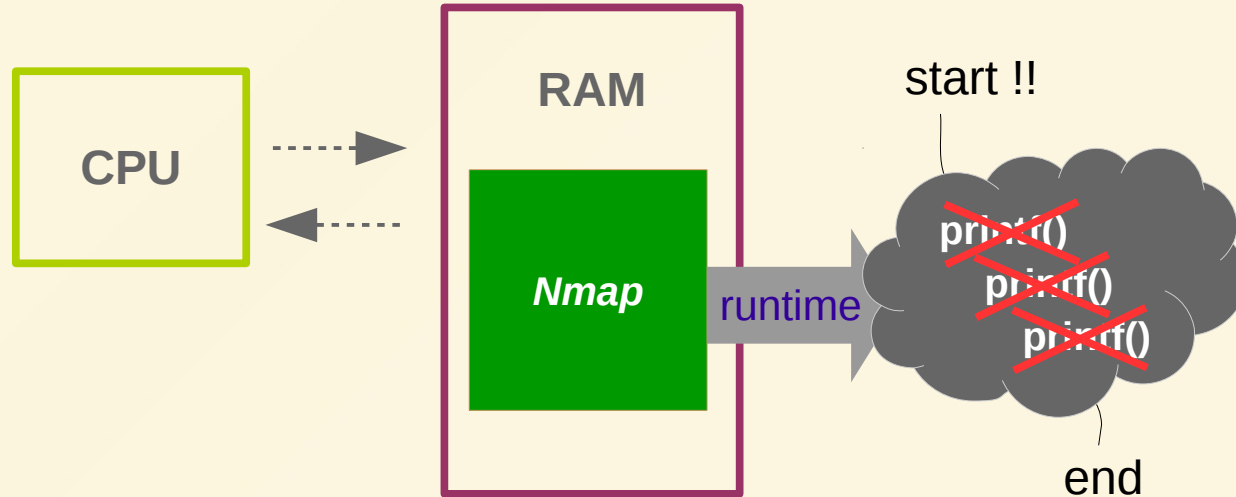 CPU
RAM
Nmap
runtime
start !!
printf()
printf()
printf()
end